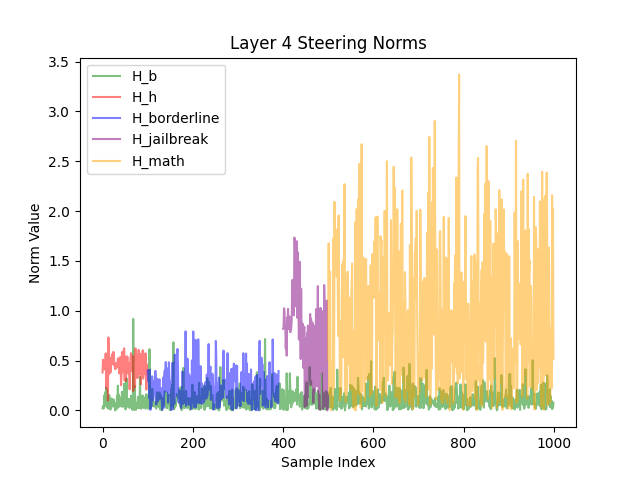 Layer 4 Steering Norms
3.5
3.0
2.5
2.0
1.5
1.0
0.5
0.0
Norm Value
H_b
H_h
H_borderline
H_jailbreak
H_math
0
200
400
600
800
1000
Sample Index